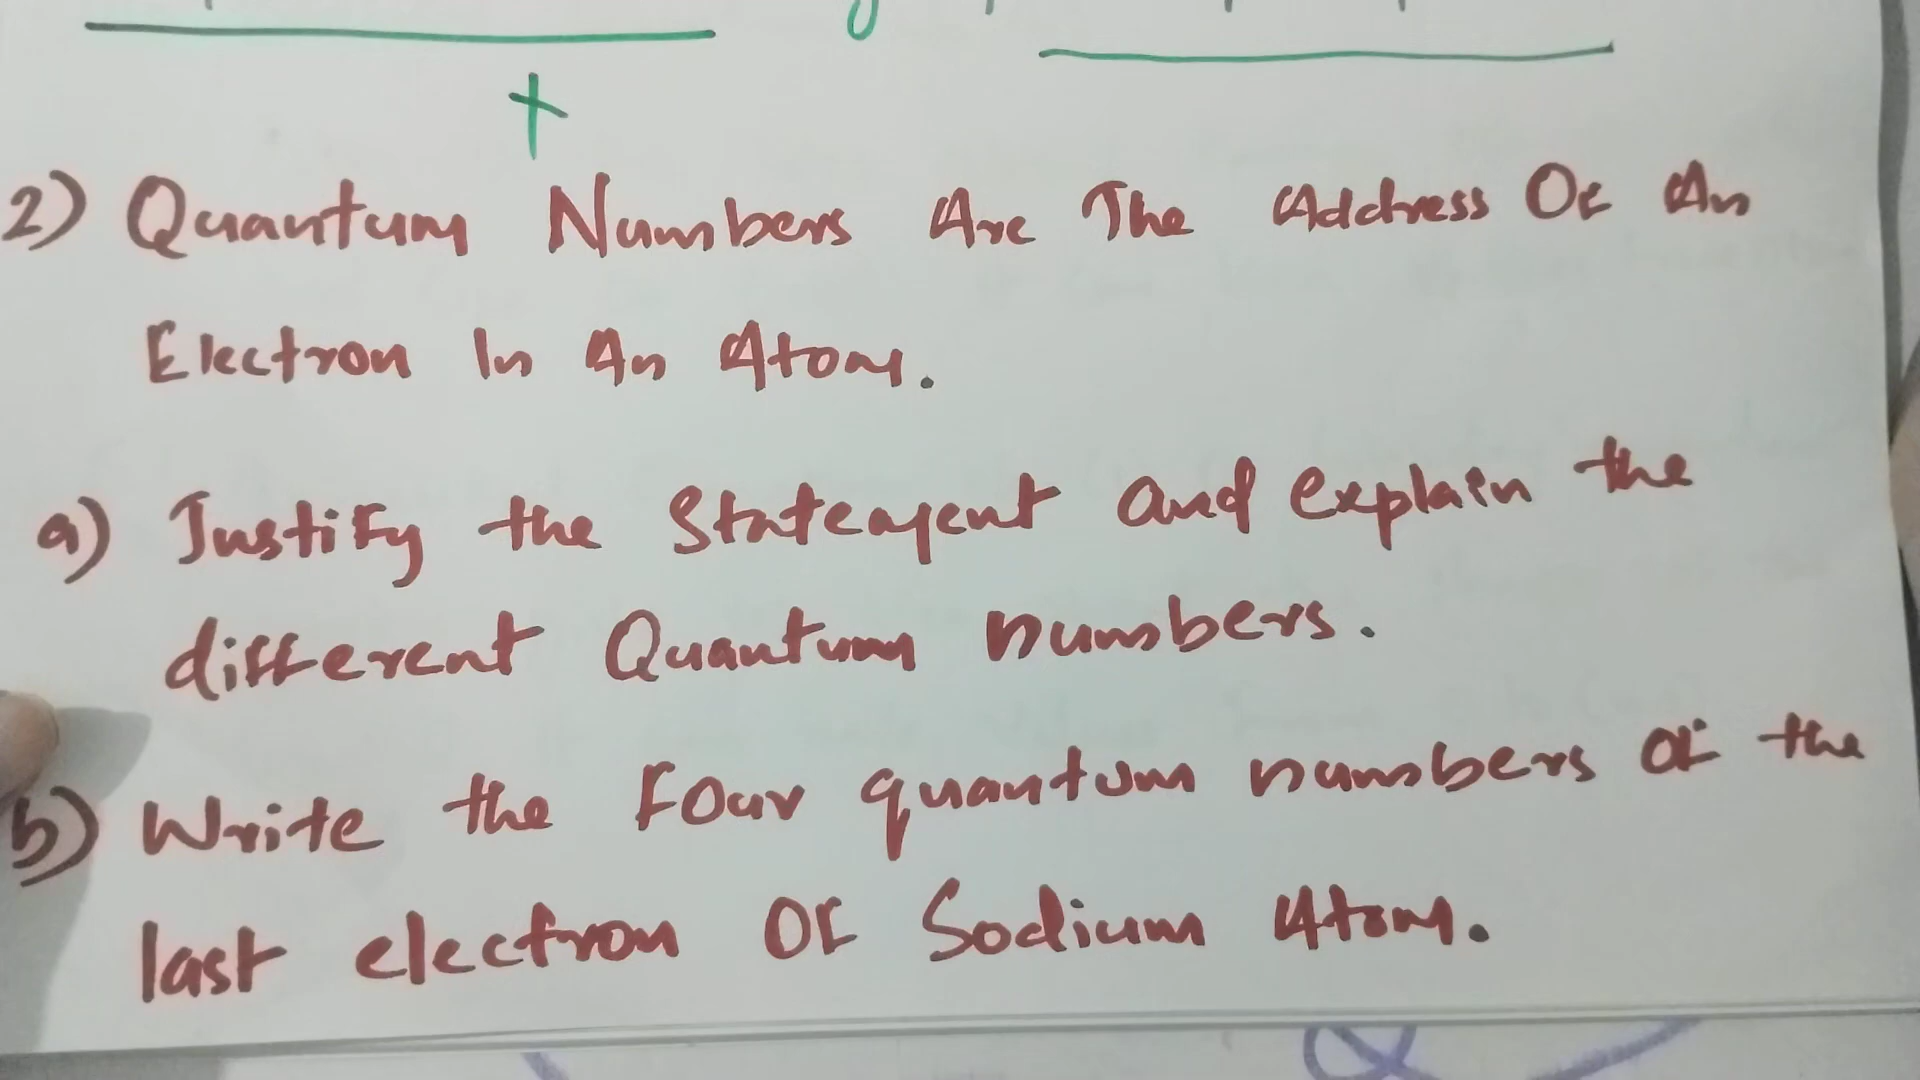 2) Quantum Numbers Are The Address Of An
Electron In An Atom.
a) Justify the Statement and explain the
different Quantum numbers.
b) Write the Four quantum numbers of the
last electron Of Sodium Atom.